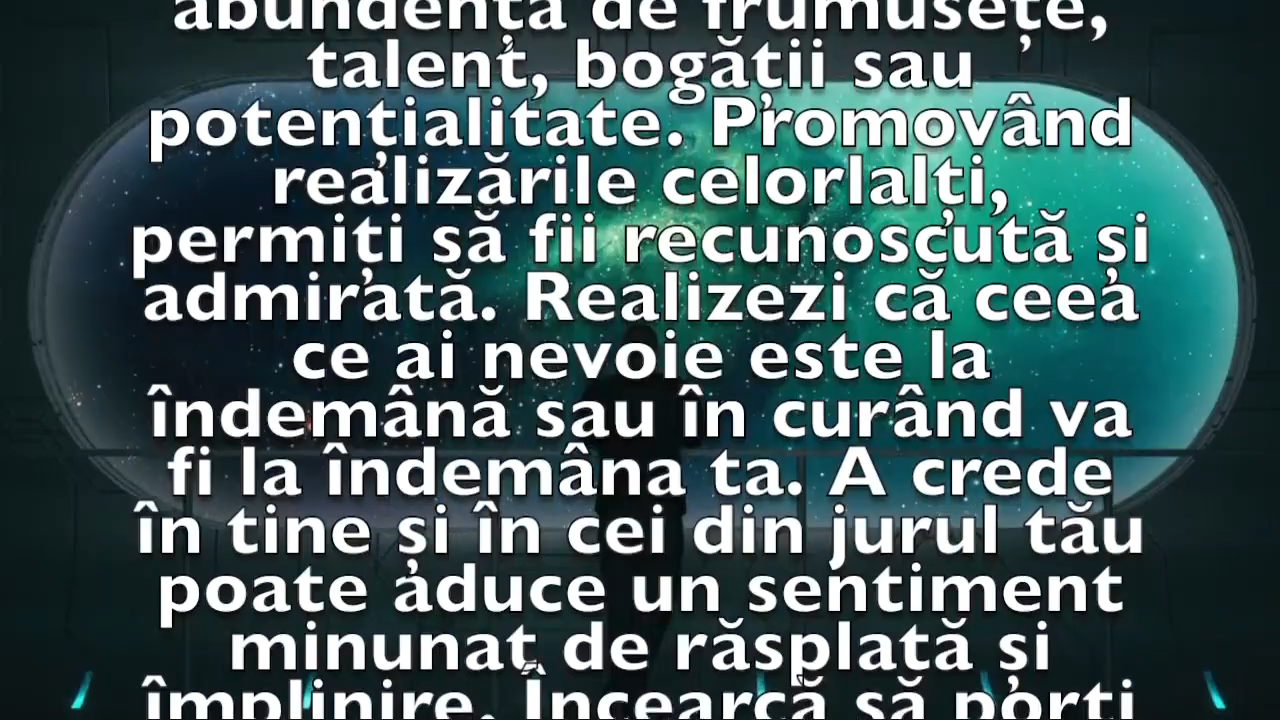 abundența de frumusețe,
talent, bogății sau
potențialitate. Promovând
realizările celorlalți,
permiți să fii recunoscută și
admirată. Realizezi că ceea
ce ai nevoie este la
îndemână sau în curând va
fi la îndemâna ta. A crede
în tine și în cei din jurul tău
poate aduce un sentiment
minunat de răsplată și
împlinire. Încearcă să porți